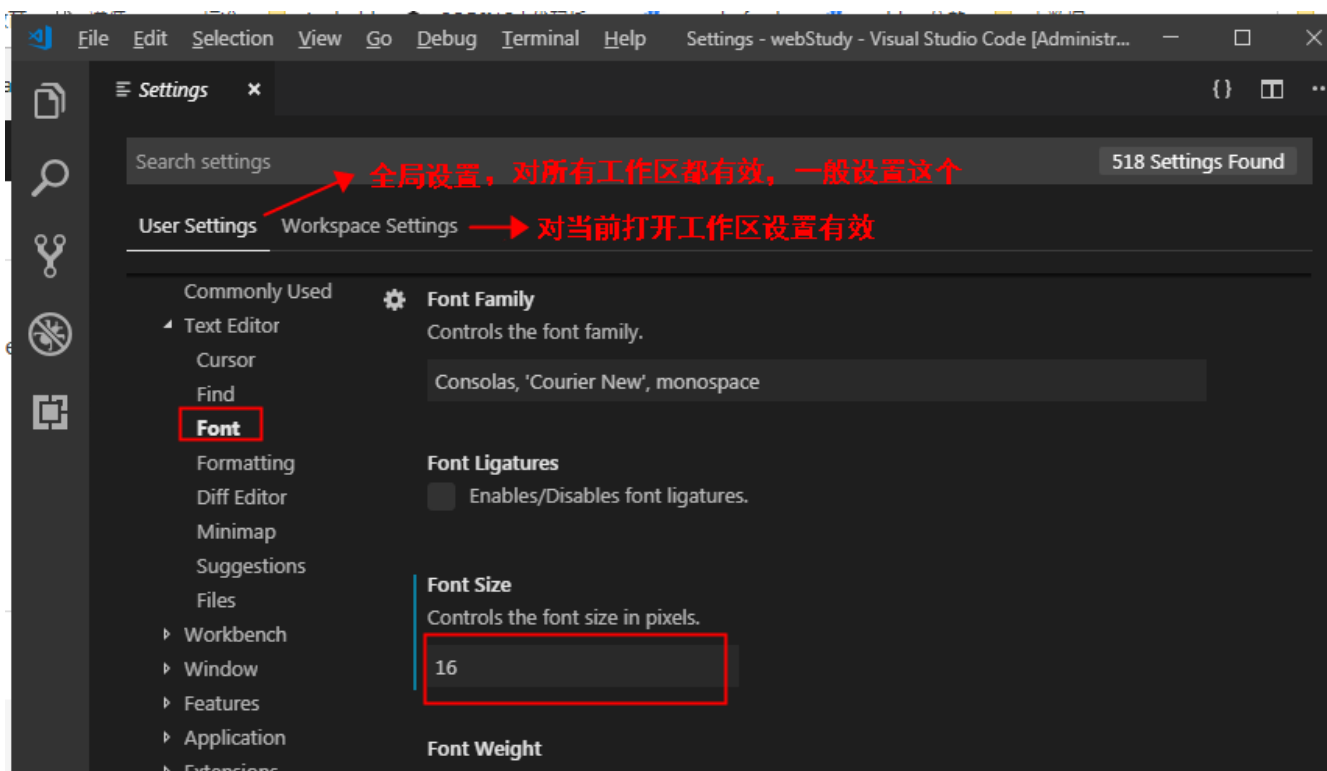 File Edit Selection View Go Debug Terminal Help Settings - webStudy - Visual Studio Code [Administr...
Settings
Search settings
全局设置，对所有工作区都有效，一般设置这个
518 Settings Found
User Settings Workspace Settings
对当前打开工作区设置有效
Commonly Used
Text Editor
Cursor
Find
Font
Formatting
Diff Editor
Minimap
Suggestions
Files
Workbench
Window
Features
Application
Extensions
Font Family
Controls the font family.
Consolas, 'Courier New', monospace
Font Ligatures
Enables/Disables font ligatures.
Font Size
Controls the font size in pixels.
16
Font Weight